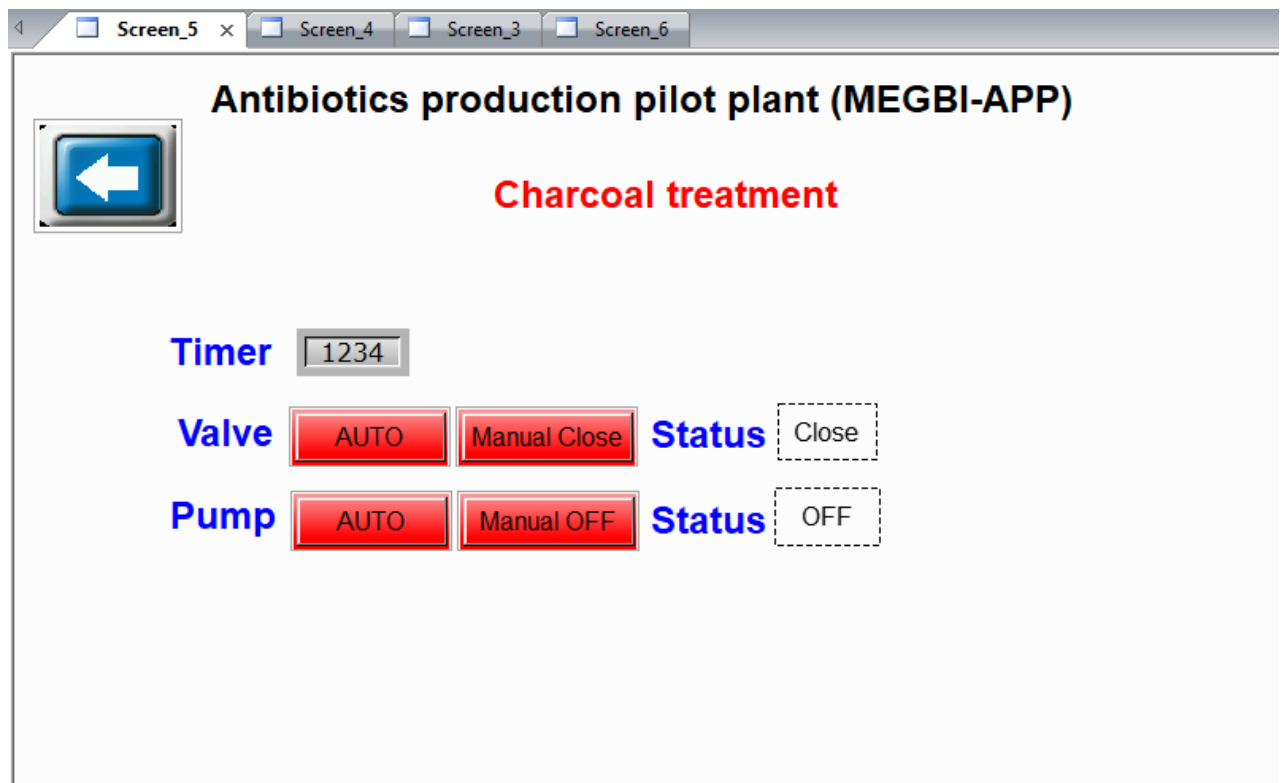 Screen_5 × Screen_4 Screen_3 Screen_6
Antibiotics production pilot plant (MEGBI-APP)
Charcoal treatment
Timer 1234
Valve AUTO Manual Close Status Close
Pump AUTO Manual OFF Status OFF